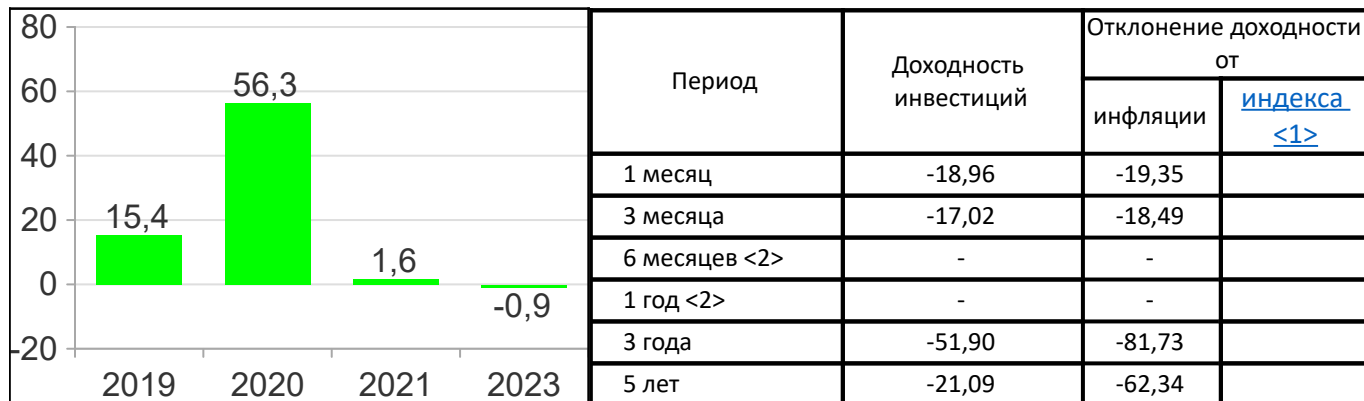 80
60
40
20
0
-20
15,4
56,3
1,6
-0,9
2019 2020 2021 2023
Период
Доходность
инвестиций
Отклонение доходности
от
инфляции
индекса
<1>
1 месяц -18,96 -19,35
3 месяца -17,02 -18,49
6 месяцев <2> - -
1 год <2> - -
3 года -51,90 -81,73
5 лет -21,09 -62,34